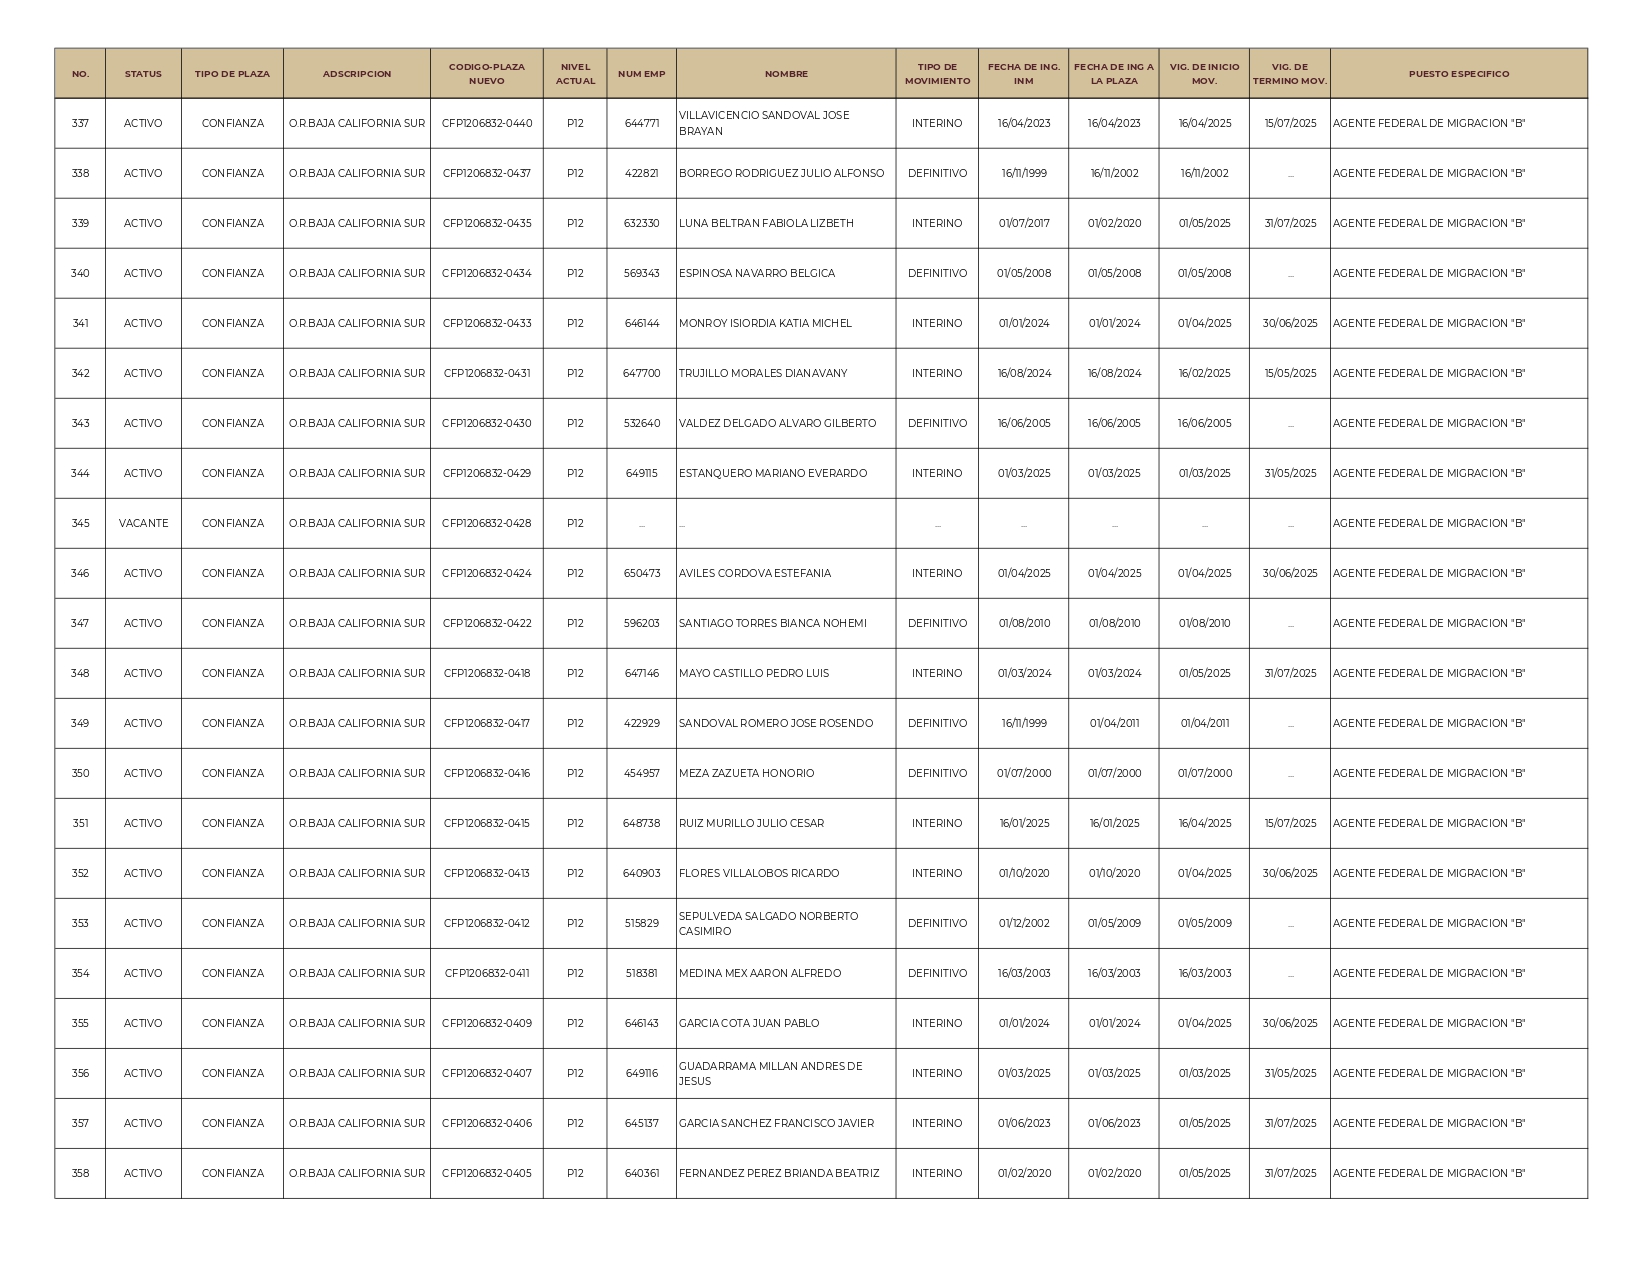 NO. STATUS TIPO DE PLAZA ADSCRIPCION CODIGO-PLAZA NUEVO NIVEL ACTUAL NUM EMP NOMBRE TIPO DE MOVIMIENTO FECHA DE ING. INM FECHA DE ING A LA PLAZA VIG. DE INICIO MOV. VIG. DE TERMINO MOV. PUESTO ESPECIFICO
337 ACTIVO CONFIANZA O.R.BAJA CALIFORNIA SUR CFP1206832-0440 P12 644771 VILLAVICENCIO SANDOVAL JOSE BRAYAN INTERINO 16/04/2023 16/04/2023 16/04/2025 15/07/2025 AGENTE FEDERAL DE MIGRACION "B"
338 ACTIVO CONFIANZA O.R.BAJA CALIFORNIA SUR CFP1206832-0437 P12 422821 BORREGO RODRIGUEZ JULIO ALFONSO DEFINITIVO 16/11/1999 16/11/2002 16/11/2002 ... AGENTE FEDERAL DE MIGRACION "B"
339 ACTIVO CONFIANZA O.R.BAJA CALIFORNIA SUR CFP1206832-0435 P12 632330 LUNA BELTRAN FABIOLA LIZBETH INTERINO 01/07/2017 01/02/2020 01/05/2025 31/07/2025 AGENTE FEDERAL DE MIGRACION "B"
340 ACTIVO CONFIANZA O.R.BAJA CALIFORNIA SUR CFP1206832-0434 P12 569343 ESPINOSA NAVARRO BELGICA DEFINITIVO 01/05/2008 01/05/2008 01/05/2008 ... AGENTE FEDERAL DE MIGRACION "B"
341 ACTIVO CONFIANZA O.R.BAJA CALIFORNIA SUR CFP1206832-0433 P12 646144 MONROY ISIORDIA KATIA MICHEL INTERINO 01/01/2024 01/01/2024 01/04/2025 30/06/2025 AGENTE FEDERAL DE MIGRACION "B"
342 ACTIVO CONFIANZA O.R.BAJA CALIFORNIA SUR CFP1206832-0431 P12 647700 TRUJILLO MORALES DIANAVANY INTERINO 16/08/2024 16/08/2024 16/02/2025 15/05/2025 AGENTE FEDERAL DE MIGRACION "B"
343 ACTIVO CONFIANZA O.R.BAJA CALIFORNIA SUR CFP1206832-0430 P12 532640 VALDEZ DELGADO ALVARO GILBERTO DEFINITIVO 16/06/2005 16/06/2005 16/06/2005 ... AGENTE FEDERAL DE MIGRACION "B"
344 ACTIVO CONFIANZA O.R.BAJA CALIFORNIA SUR CFP1206832-0429 P12 649115 ESTANQUERO MARIANO EVERARDO INTERINO 01/03/2025 01/03/2025 01/03/2025 31/05/2025 AGENTE FEDERAL DE MIGRACION "B"
345 VACANTE CONFIANZA O.R.BAJA CALIFORNIA SUR CFP1206832-0428 P12 ... ... ... ... ... ... ... AGENTE FEDERAL DE MIGRACION "B"
346 ACTIVO CONFIANZA O.R.BAJA CALIFORNIA SUR CFP1206832-0424 P12 650473 AVILES CORDOVA ESTEFANIA INTERINO 01/04/2025 01/04/2025 01/04/2025 30/06/2025 AGENTE FEDERAL DE MIGRACION "B"
347 ACTIVO CONFIANZA O.R.BAJA CALIFORNIA SUR CFP1206832-0422 P12 596203 SANTIAGO TORRES BIANCA NOHEMI DEFINITIVO 01/08/2010 01/08/2010 01/08/2010 ... AGENTE FEDERAL DE MIGRACION "B"
348 ACTIVO CONFIANZA O.R.BAJA CALIFORNIA SUR CFP1206832-0418 P12 647146 MAYO CASTILLO PEDRO LUIS INTERINO 01/03/2024 01/03/2024 01/05/2025 31/07/2025 AGENTE FEDERAL DE MIGRACION "B"
349 ACTIVO CONFIANZA O.R.BAJA CALIFORNIA SUR CFP1206832-0417 P12 422929 SANDOVAL ROMERO JOSE ROSENDO DEFINITIVO 16/11/1999 01/04/2011 01/04/2011 ... AGENTE FEDERAL DE MIGRACION "B"
350 ACTIVO CONFIANZA O.R.BAJA CALIFORNIA SUR CFP1206832-0416 P12 454957 MEZA ZAZUETA HONORIO DEFINITIVO 01/07/2000 01/07/2000 01/07/2000 ... AGENTE FEDERAL DE MIGRACION "B"
351 ACTIVO CONFIANZA O.R.BAJA CALIFORNIA SUR CFP1206832-0415 P12 648738 RUIZ MURILLO JULIO CESAR INTERINO 16/01/2025 16/01/2025 16/04/2025 15/07/2025 AGENTE FEDERAL DE MIGRACION "B"
352 ACTIVO CONFIANZA O.R.BAJA CALIFORNIA SUR CFP1206832-0413 P12 640903 FLORES VILLALOBOS RICARDO INTERINO 01/10/2020 01/10/2020 01/04/2025 30/06/2025 AGENTE FEDERAL DE MIGRACION "B"
353 ACTIVO CONFIANZA O.R.BAJA CALIFORNIA SUR CFP1206832-0412 P12 515829 SEPULVEDA SALGADO NORBERTO CASIMIRO DEFINITIVO 01/12/2002 01/05/2009 01/05/2009 ... AGENTE FEDERAL DE MIGRACION "B"
354 ACTIVO CONFIANZA O.R.BAJA CALIFORNIA SUR CFP1206832-0411 P12 518381 MEDINA MEX AARON ALFREDO DEFINITIVO 16/03/2003 16/03/2003 16/03/2003 ... AGENTE FEDERAL DE MIGRACION "B"
355 ACTIVO CONFIANZA O.R.BAJA CALIFORNIA SUR CFP1206832-0409 P12 646143 GARCIA COTA JUAN PABLO INTERINO 01/01/2024 01/01/2024 01/04/2025 30/06/2025 AGENTE FEDERAL DE MIGRACION "B"
356 ACTIVO CONFIANZA O.R.BAJA CALIFORNIA SUR CFP1206832-0407 P12 649116 GUADARRAMA MILLAN ANDRES DE JESUS INTERINO 01/03/2025 01/03/2025 01/03/2025 31/05/2025 AGENTE FEDERAL DE MIGRACION "B"
357 ACTIVO CONFIANZA O.R.BAJA CALIFORNIA SUR CFP1206832-0406 P12 645137 GARCIA SANCHEZ FRANCISCO JAVIER INTERINO 01/06/2023 01/06/2023 01/05/2025 31/07/2025 AGENTE FEDERAL DE MIGRACION "B"
358 ACTIVO CONFIANZA O.R.BAJA CALIFORNIA SUR CFP1206832-0405 P12 640361 FERNANDEZ PEREZ BRIANDA BEATRIZ INTERINO 01/02/2020 01/02/2020 01/05/2025 31/07/2025 AGENTE FEDERAL DE MIGRACION "B"